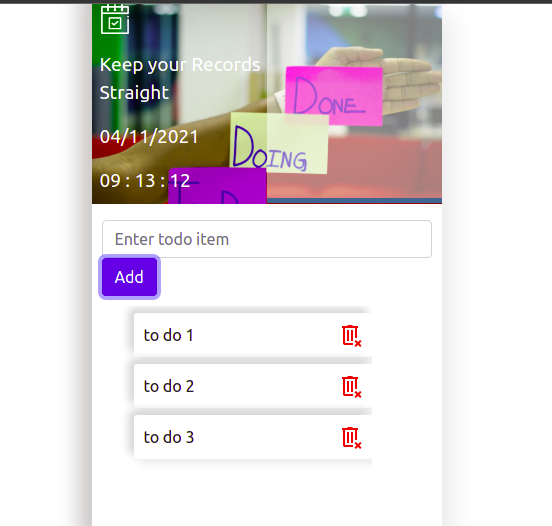 Keep your Records
Straight
DONE
04/11/2021
DOING
09 : 13 : 12
Enter todo item
Add
to do 1
to do 2
to do 3